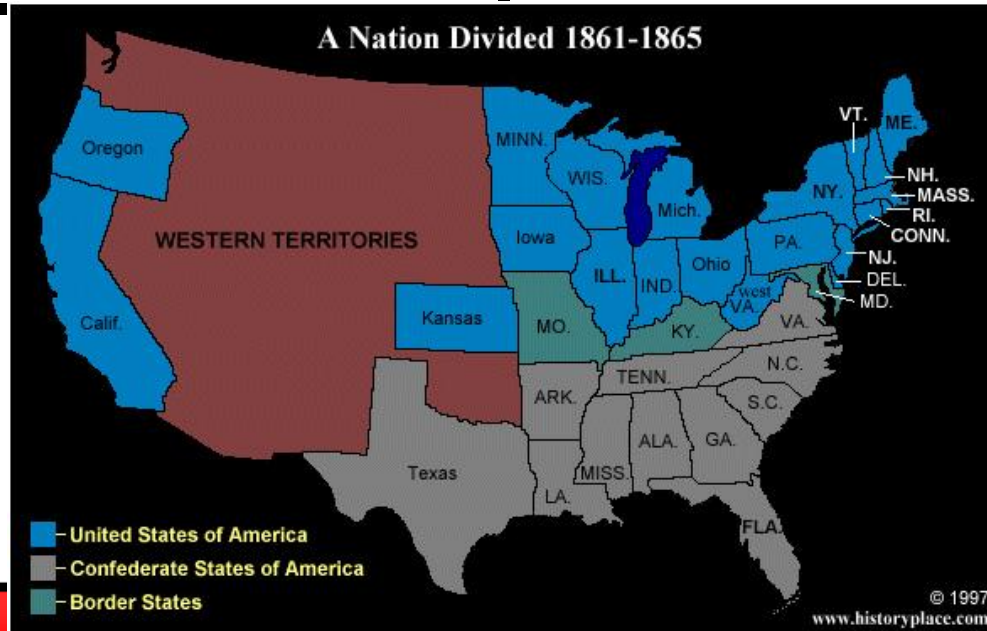 A Nation Divided 1861-1865
Oregon
MINN.
VT.
ME.
WIS.
Mich.
NY.
NH.
MASS.
RI.
CONN.
WESTERN TERRITORIES
Iowa
PA.
NJ.
DEL.
MD.
Calif.
Kansas
ILL.
IND.
Ohio
west
VA.
MO.
KY.
VA.
N.C.
TENN.
ARK.
S.C.
Texas
LA.
MISS.
ALA.
GA.
FLA.
United States of America
Confederate States of America
Border States
© 1997
www.historyplace.com